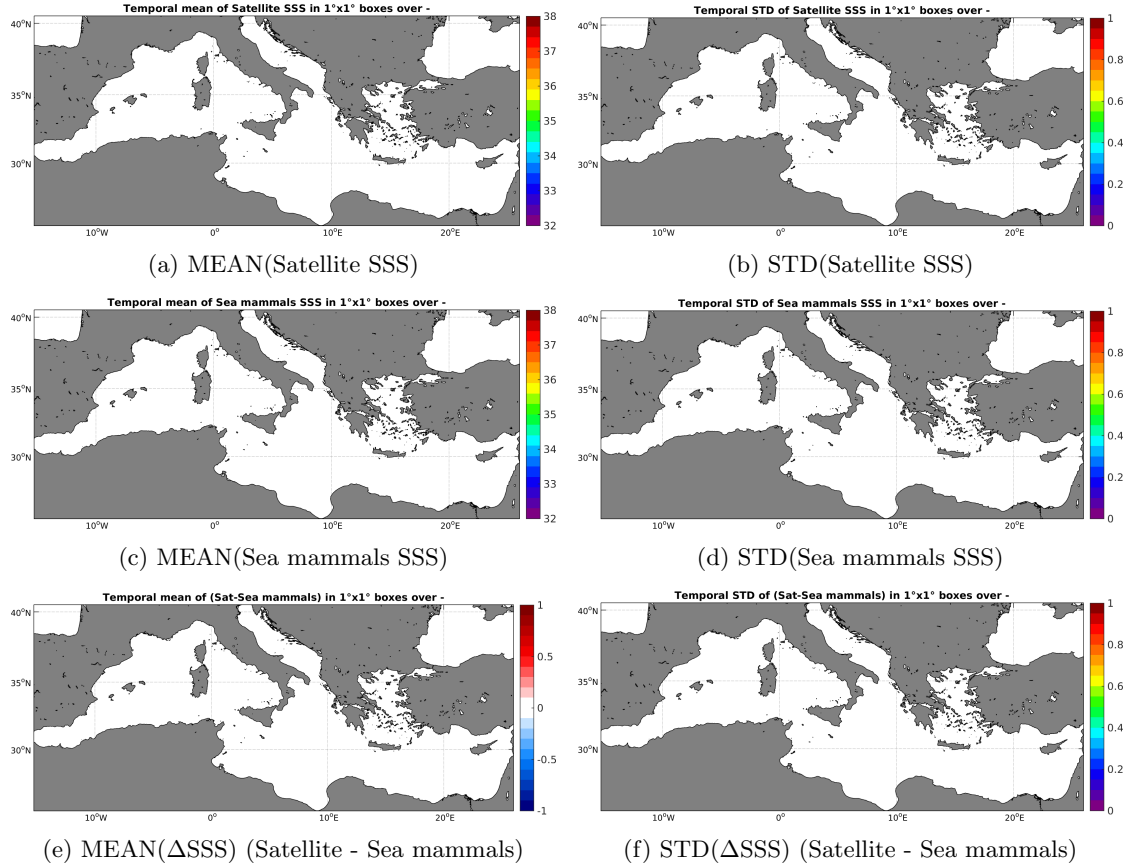 Temporal mean of Satellite SSS in 1°x1° boxes over -
40°N
35°N
30°N
10°W
0°
10°E
20°E
38
37
36
35
34
33
32
(a) MEAN(Satellite SSS)
Temporal STD of Satellite SSS in 1°x1° boxes over -
40°N
35°N
30°N
10°W
0°
10°E
20°E
1
0.8
0.6
0.4
0.2
0
(b) STD(Satellite SSS)
Temporal mean of Sea mammals SSS in 1°x1° boxes over -
40°N
35°N
30°N
10°W
0°
10°E
20°E
38
37
36
35
34
33
32
(c) MEAN(Sea mammals SSS)
Temporal STD of Sea mammals SSS in 1°x1° boxes over -
40°N
35°N
30°N
10°W
0°
10°E
20°E
1
0.8
0.6
0.4
0.2
0
(d) STD(Sea mammals SSS)
Temporal mean of (Sat-Sea mammals) in 1°x1° boxes over -
40°N
35°N
30°N
10°W
0°
10°E
20°E
1
0.5
0
-0.5
-1
(e) MEAN(ΔSSS) (Satellite - Sea mammals)
Temporal STD of (Sat-Sea mammals) in 1°x1° boxes over -
40°N
35°N
30°N
10°W
0°
10°E
20°E
1
0.8
0.6
0.4
0.2
0
(f) STD(ΔSSS) (Satellite - Sea mammals)